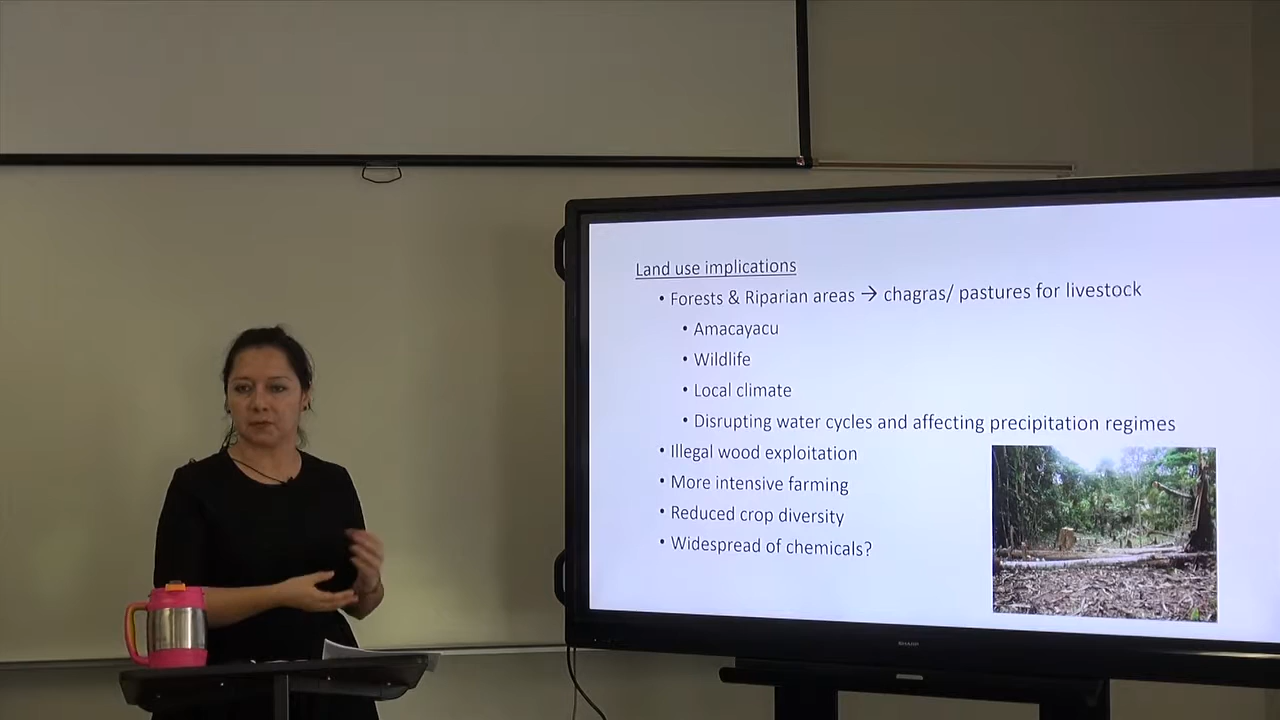 Land use implications
• Forests & Riparian areas → chagras/ pastures for livestock
• Amacayacu
• Wildlife
• Local climate
• Disrupting water cycles and affecting precipitation regimes
• Illegal wood exploitation
• More intensive farming
• Reduced crop diversity
• Widespread of chemicals?
SHARP